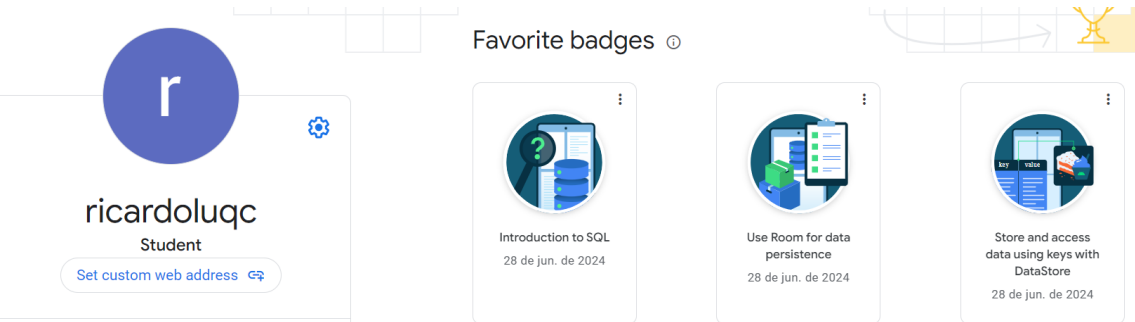 r
ricardoluqc
Student
Set custom web address
Favorite badges
?
Introduction to SQL
28 de jun. de 2024
Use Room for data
persistence
28 de jun. de 2024
key value
Store and access
data using keys with
DataStore
28 de jun. de 2024